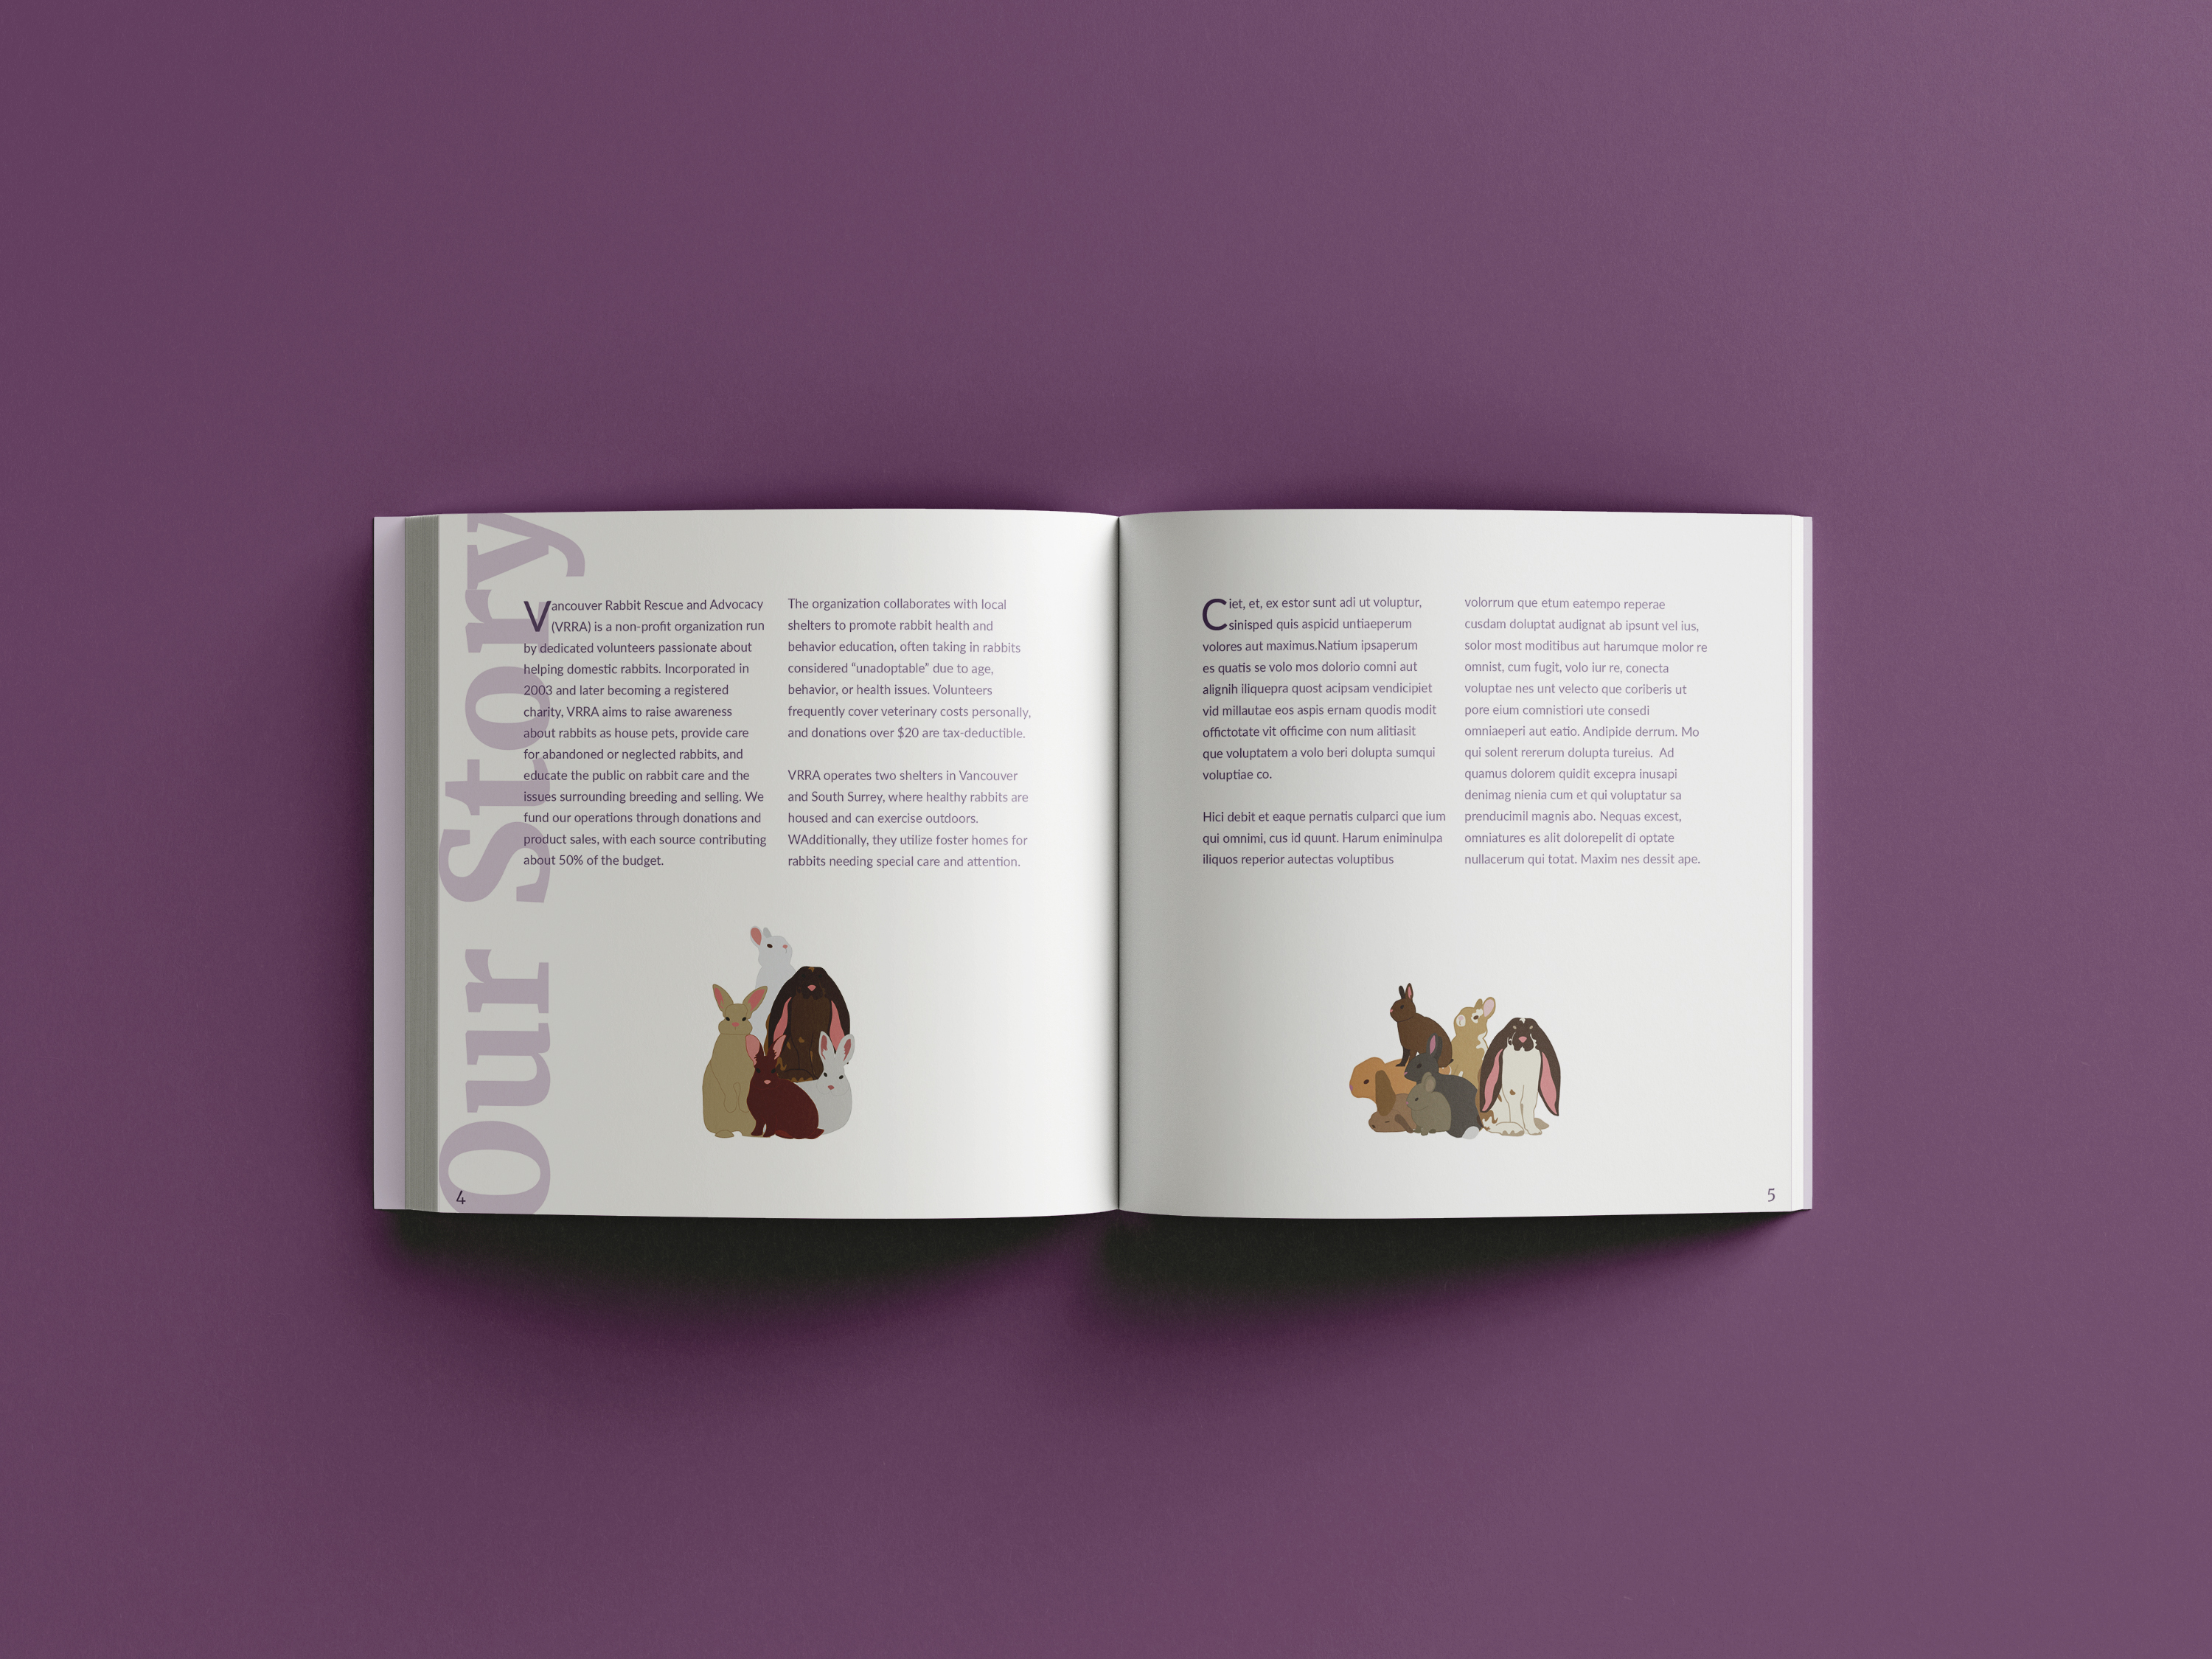 Our Story
Vancouver Rabbit Rescue and Advocacy
(VRRA) is a non-profit organization run
by dedicated volunteers passionate about
helping domestic rabbits. Incorporated in
2003 and later becoming a registered
charity, VRRA aims to raise awareness
about rabbits as house pets, provide care
for abandoned or neglected rabbits, and
educate the public on rabbit care and the
issues surrounding breeding and selling. We
fund our operations through donations and
product sales, with each source contributing
about 50% of the budget.
The organization collaborates with local
shelters to promote rabbit health and
behavior education, often taking in rabbits
considered “unadoptable” due to age,
behavior, or health issues. Volunteers
frequently cover veterinary costs personally,
and donations over $20 are tax-deductible.
VRRA operates two shelters in Vancouver
and South Surrey, where healthy rabbits are
housed and can exercise outdoors.
WAdditionally, they utilize foster homes for
rabbits needing special care and attention.
4
Ciet, et, ex estor sunt adi ut voluptur,
sinisped quis aspicid untiaeperum
volores aut maximus.Natium ipsaperum
es quatis se volo mos dolorio comni aut
alignih iliquepra quost acipsam vendicipiet
vid millautae eos aspis ernam quodis modit
offictotate vit officime con num alitiasit
que voluptatem a volo beri dolupta sumqui
voluptiae co.
Hici debit et eaque pernatis culparci que ium
qui omnimi, cus id quunt. Harum eniminulpa
iliquos reperior autectas voluptibus
volorrum que etum eatempo reperae
cusdam doluptat audignat ab ipsunt vel ius,
solor most moditibus aut harumque molor re
omnist, cum fugit, volo iur re, conecta
voluptae nes unt velecto que coriberis ut
pore eium comnistiori ute consedi
omniaeperi aut eatio. Andipide derrum. Mo
qui solent rererum dolupta tureius.  Ad
quamus dolorem quidit excepra inusapi
denimag nienia cum et qui voluptatur sa
prenducimil magnis abo. Nequas excest,
omniatures es alit dolorepelit di optate
nullacerum qui totat. Maxim nes dessit ape.
5